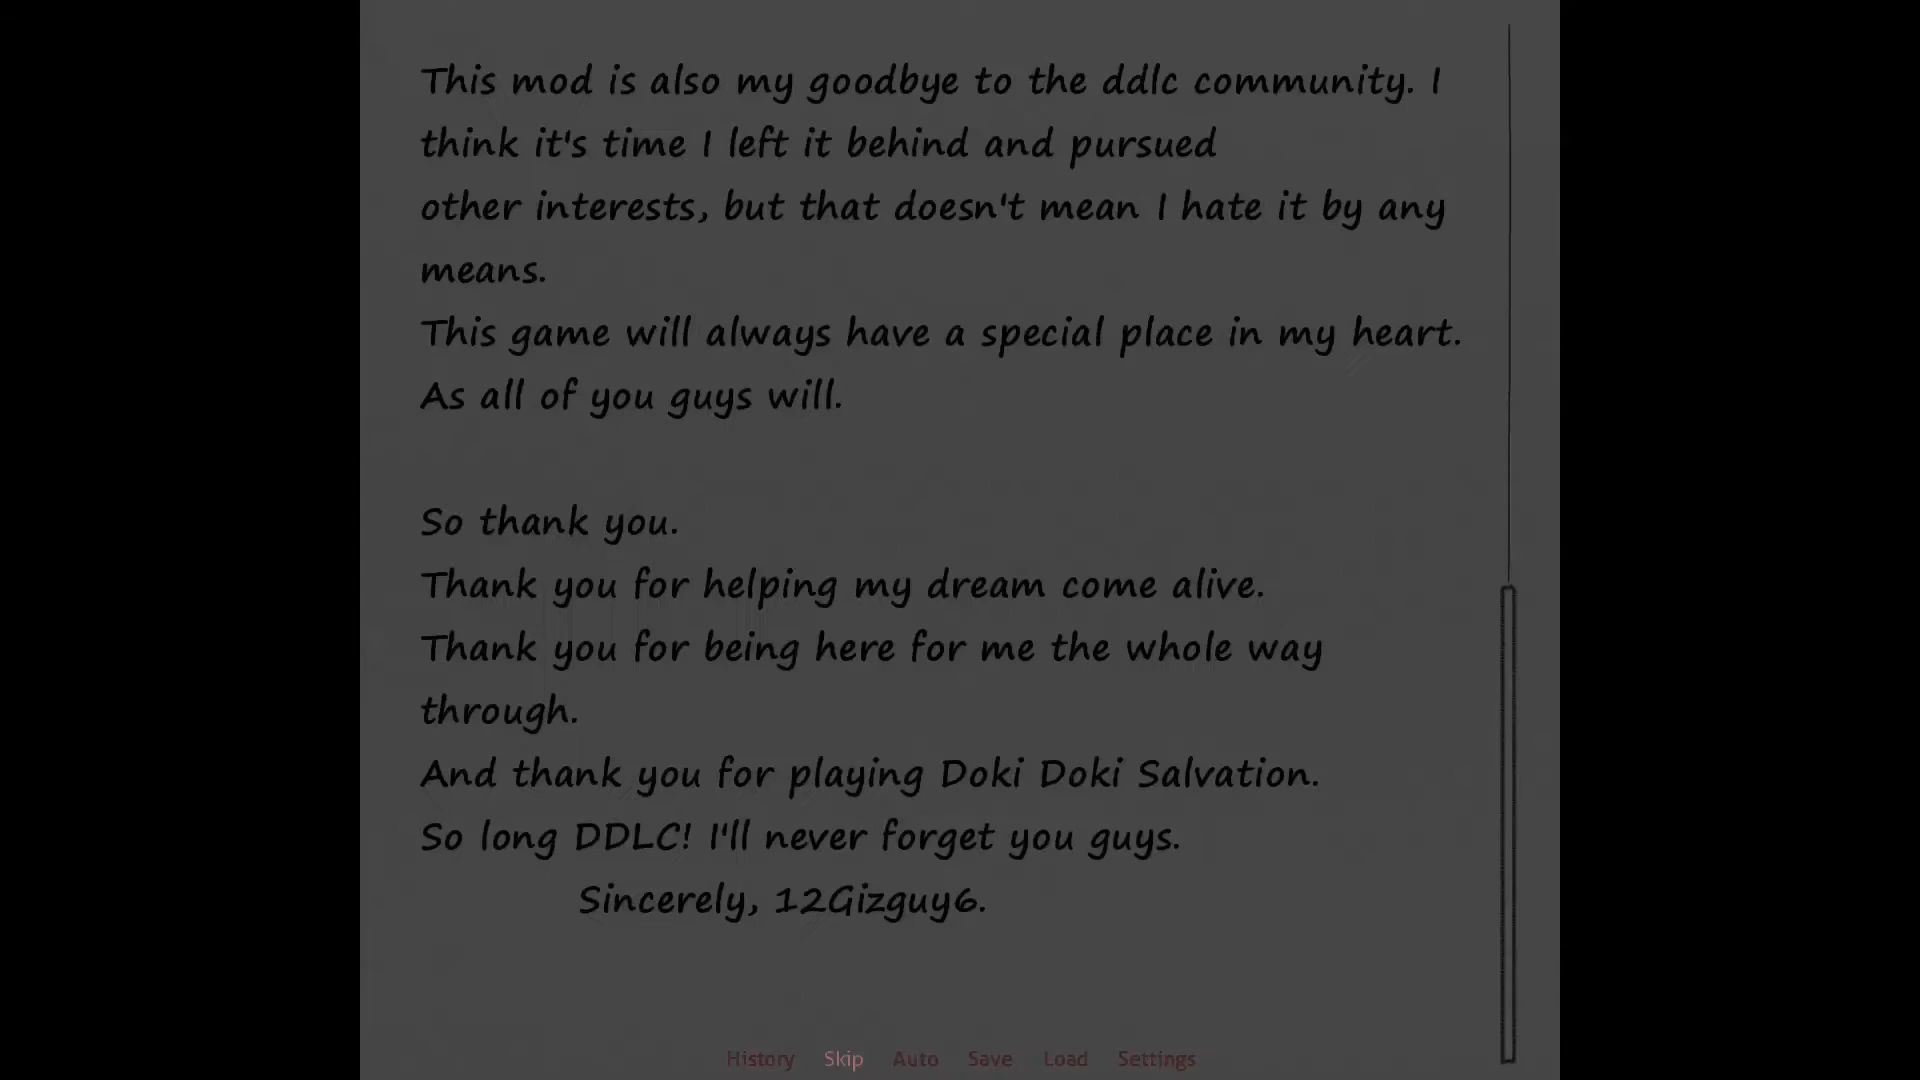 This mod is also my goodbye to the ddlc community. I
think it's time I left it behind and pursued
other interests, but that doesn't mean I hate it by any
means.
This game will always have a special place in my heart.
As all of you guys will.
So thank you.
Thank you for helping my dream come alive.
Thank you for being here for me the whole way
through.
And thank you for playing Doki Doki Salvation.
So long DDLC! I'll never forget you guys.
Sincerely, 12Gizguy6.
History Skip Auto Save Load Settings